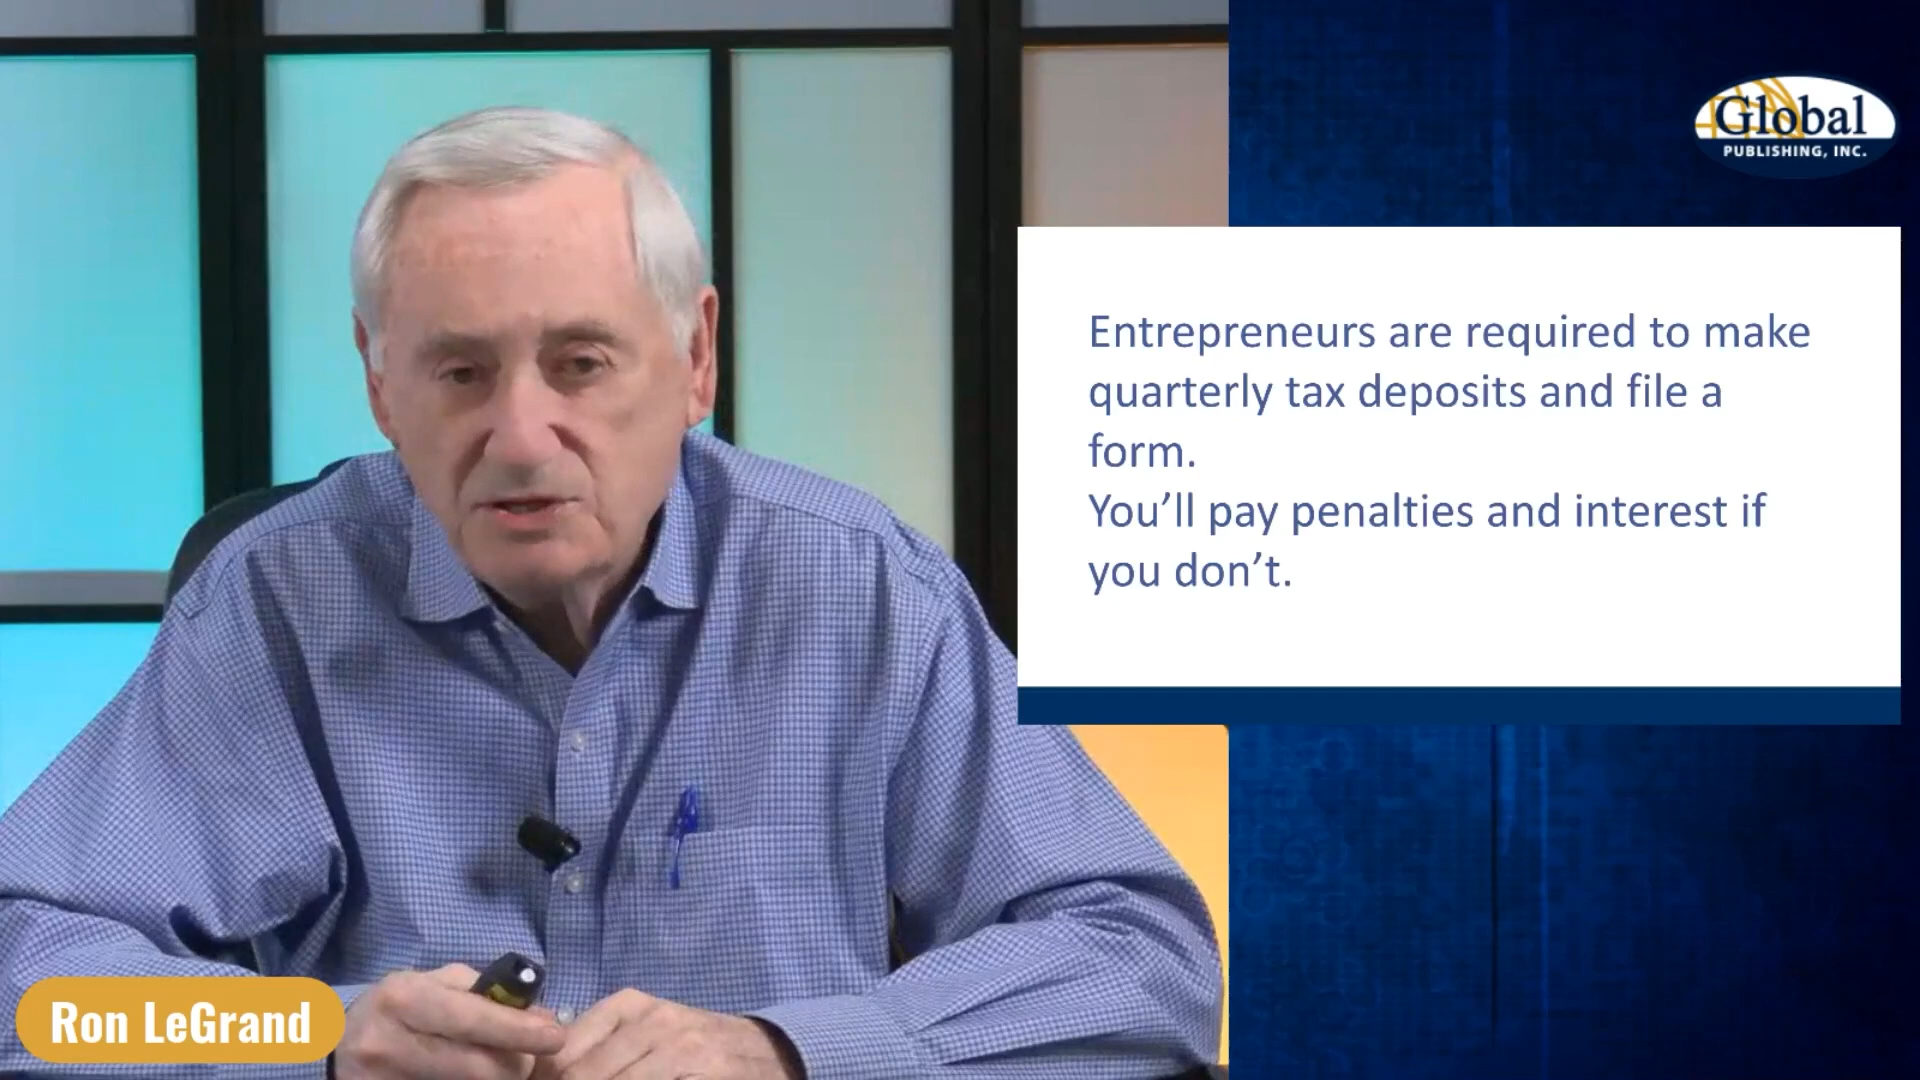 Global
PUBLISHING, INC.
Entrepreneurs are required to make
quarterly tax deposits and file a
form.
You’ll pay penalties and interest if
you don’t.
Ron LeGrand